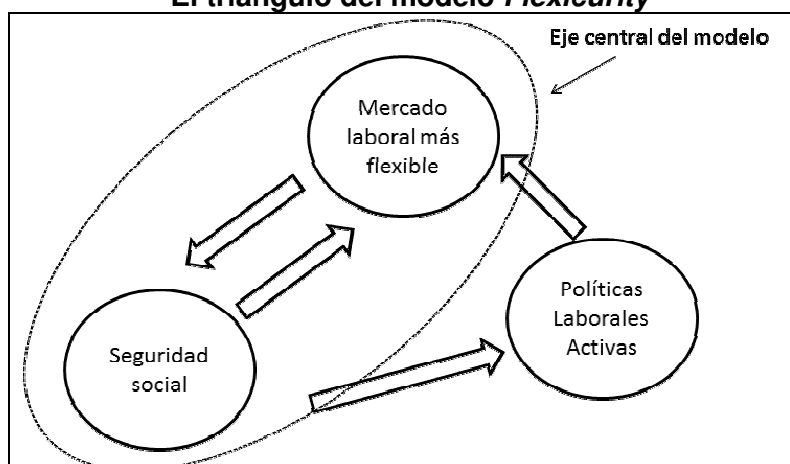 El triángulo del modelo Flexicurity
Eje central del modelo
Mercado
laboral más
flexible
Políticas
Laborales
Activas
Seguridad
social